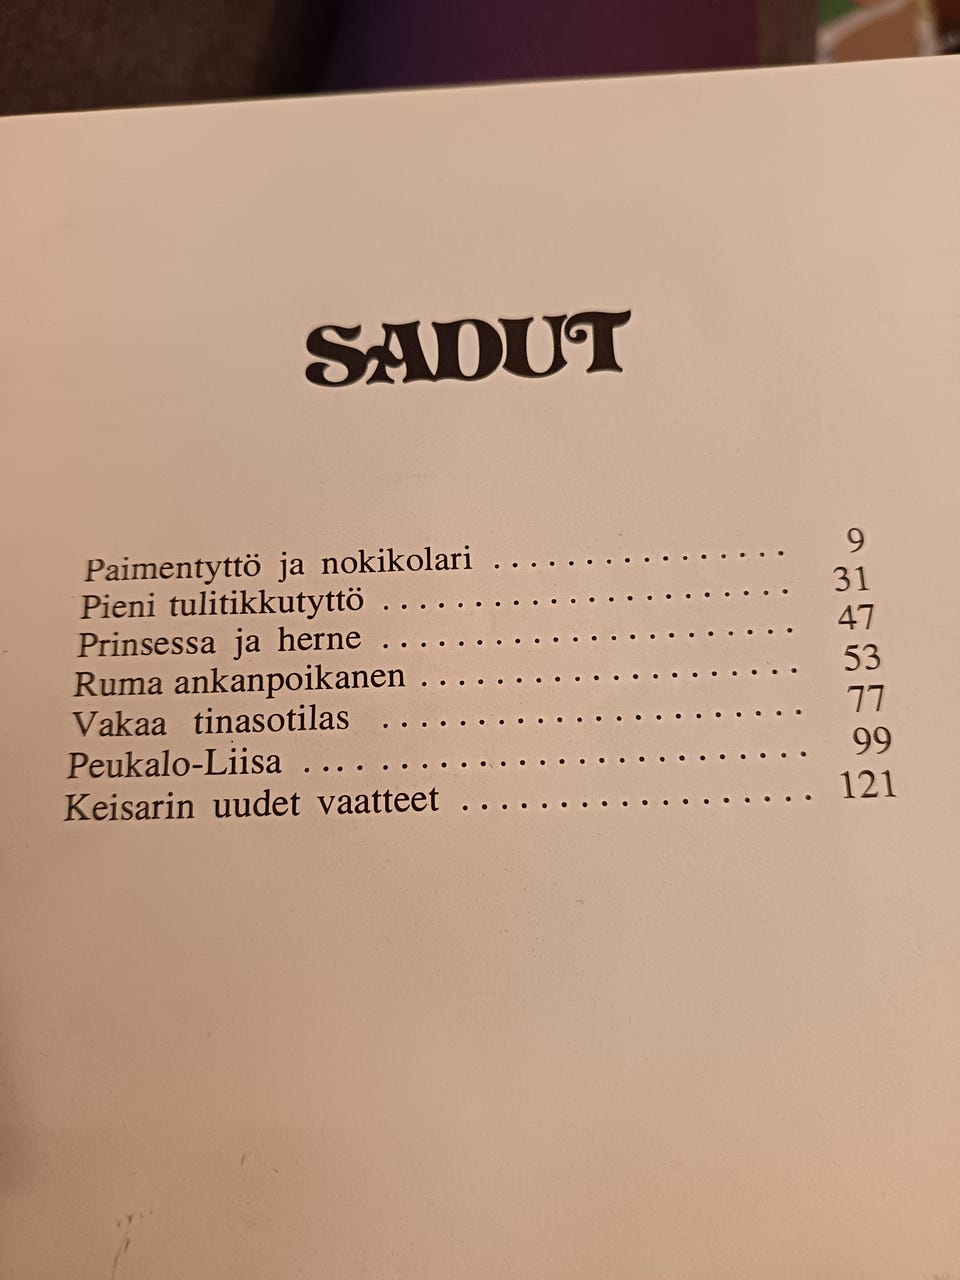 SADUT
Paimentyttö ja nokikolari ................ 9
Pieni tulitikkutyttö ...................... 31
Prinsessa ja herne ...................... 47
Ruma ankanpoikanen .................... 53
Vakaa tinasotilas ...................... 77
Peukalo-Liisa .......................... 99
Keisarin uudet vaatteet .................. 121